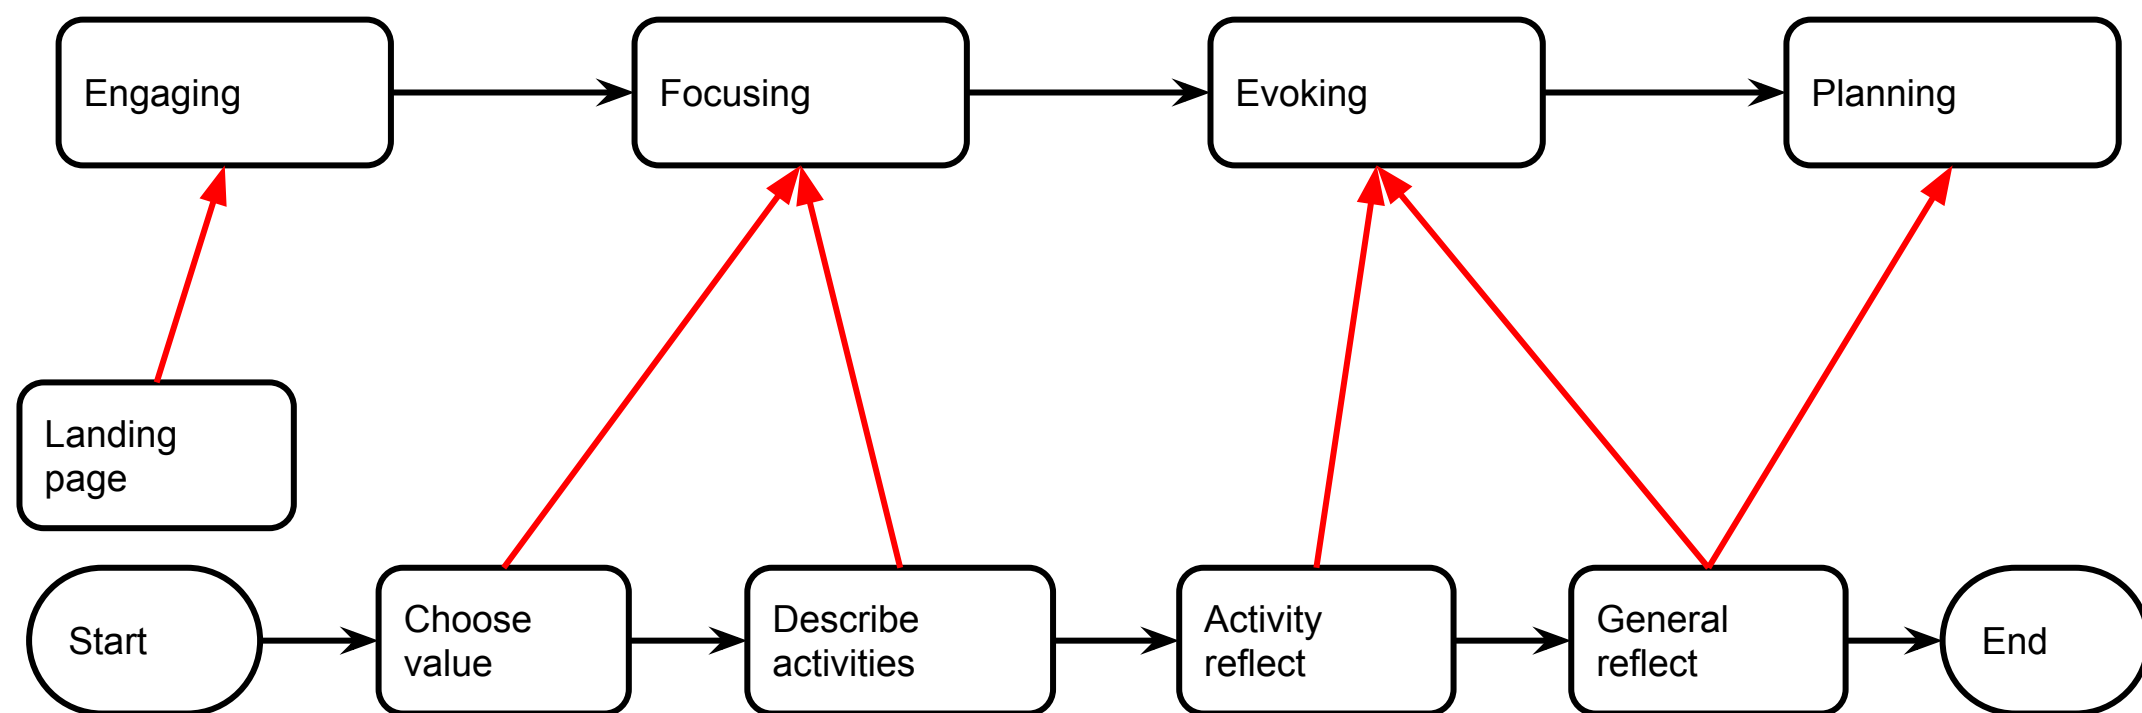 Engaging
Focusing
Evoking
Planning
Landing
page
Start
Choose
value
Describe
activities
Activity
reflect
General
reflect
End